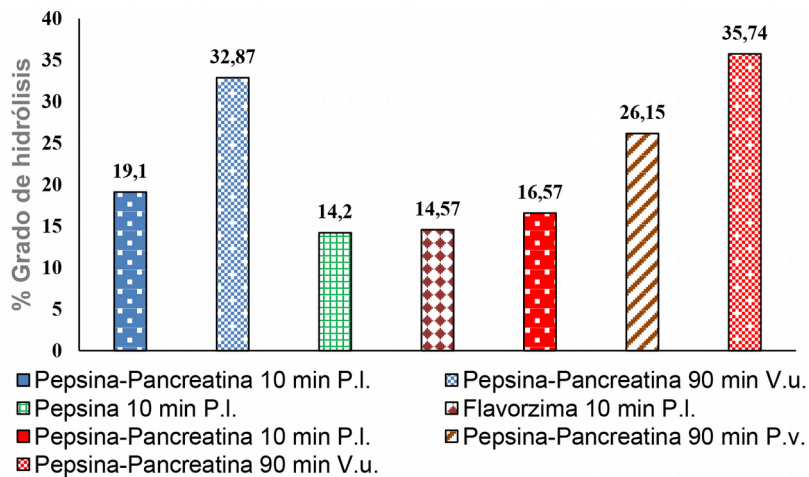 % Grado de hidrólisis
40
35
30
25
20
15
10
5
0
19,1
32,87
14,2
14,57
16,57
26,15
35,74
Pepsina-Pancreatina 10 min P.l.
Pepsina-Pancreatina 90 min V.u.
Pepsina 10 min P.l.
Flavorzima 10 min P.l.
Pepsina-Pancreatina 10 min P.l.
Pepsina-Pancreatina 90 min P.v.
Pepsina-Pancreatina 90 min V.u.